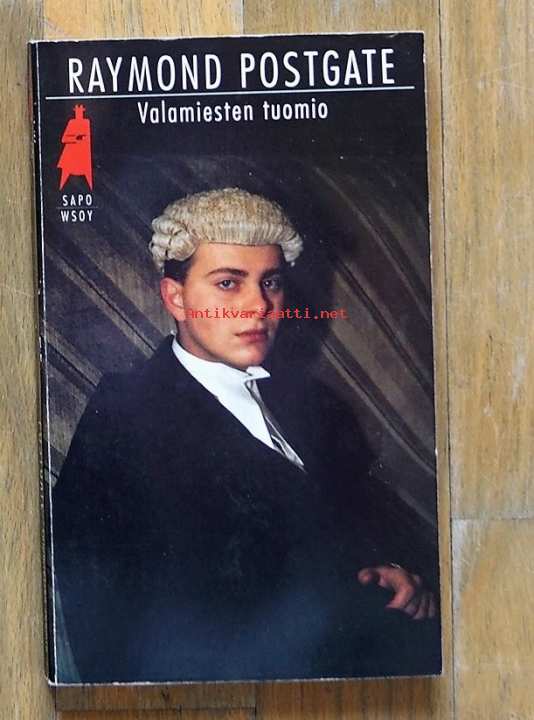 RAYMOND POSTGATE
Valamiesten tuomio
SAPO
WSOY
Antikvariaatti.net